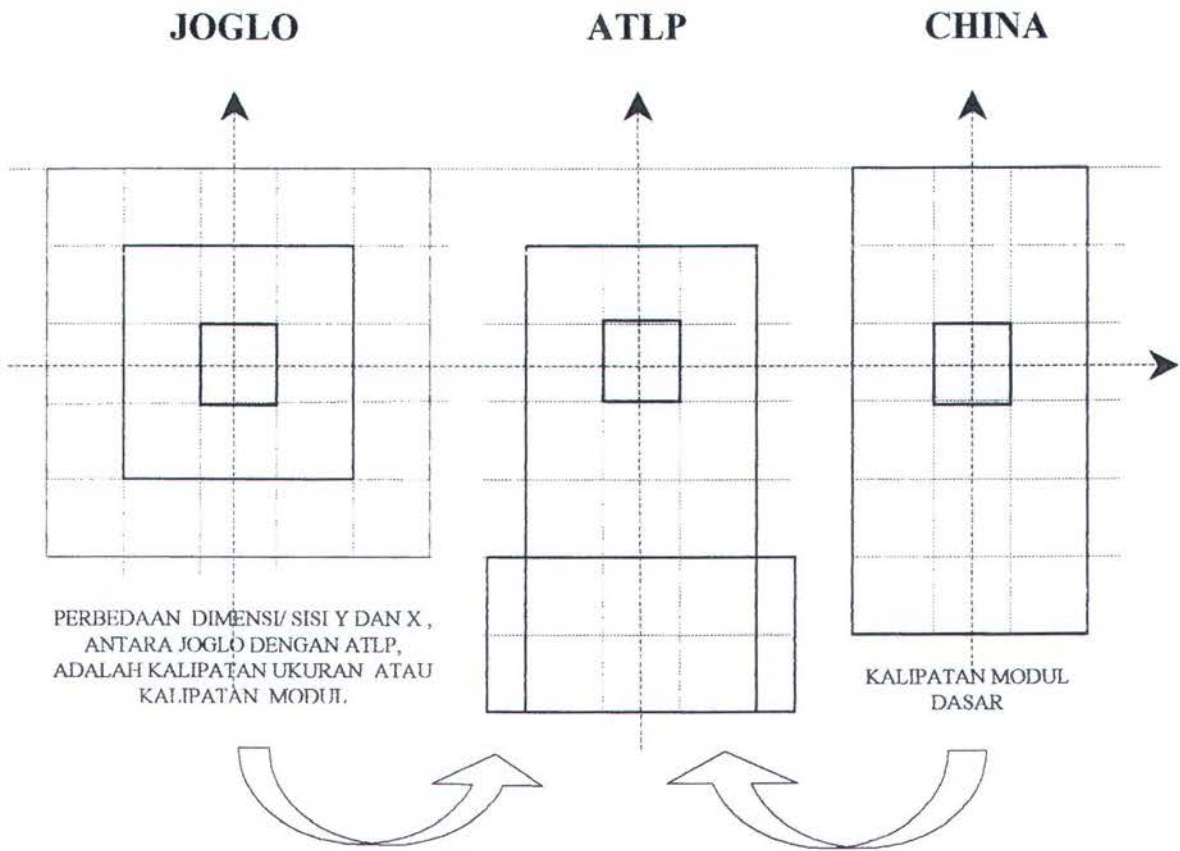 JOGLO
ATLP
CHINA
PERBEDAAN DIMENSI/ SISI Y DAN X ,
ANTARA JOGLO DENGAN ATLP,
ADALAH KALIPATAN UKURAN ATAU
KALIPATAN MODUL
KALIPATAN MODUL
DASAR